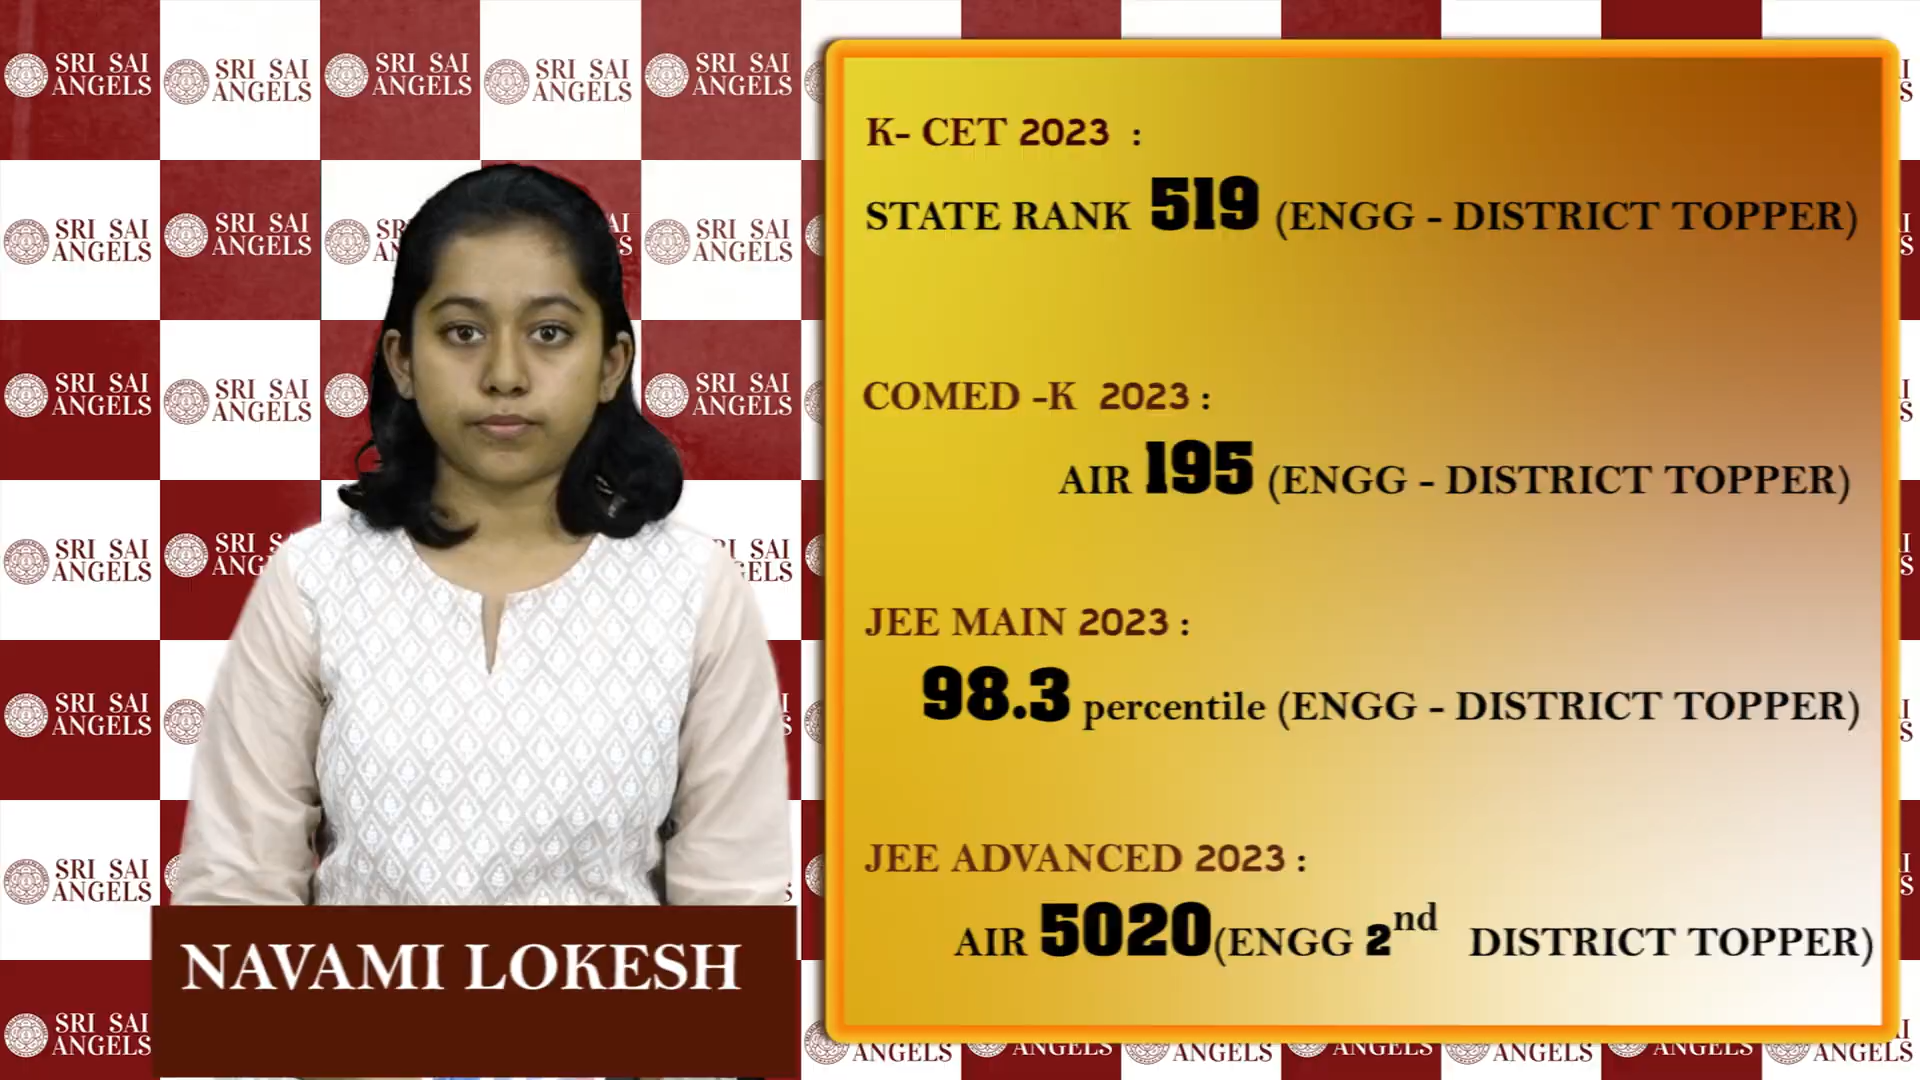 SRI SAI
ANGELS
K- CET 2023 :
STATE RANK 519 (ENGG - DISTRICT TOPPER)
COMED -K 2023 :
AIR 195 (ENGG - DISTRICT TOPPER)
JEE MAIN 2023 :
98.3 percentile (ENGG - DISTRICT TOPPER)
JEE ADVANCED 2023 :
AIR 5020(ENGG 2nd DISTRICT TOPPER)
NAVAMI LOKESH